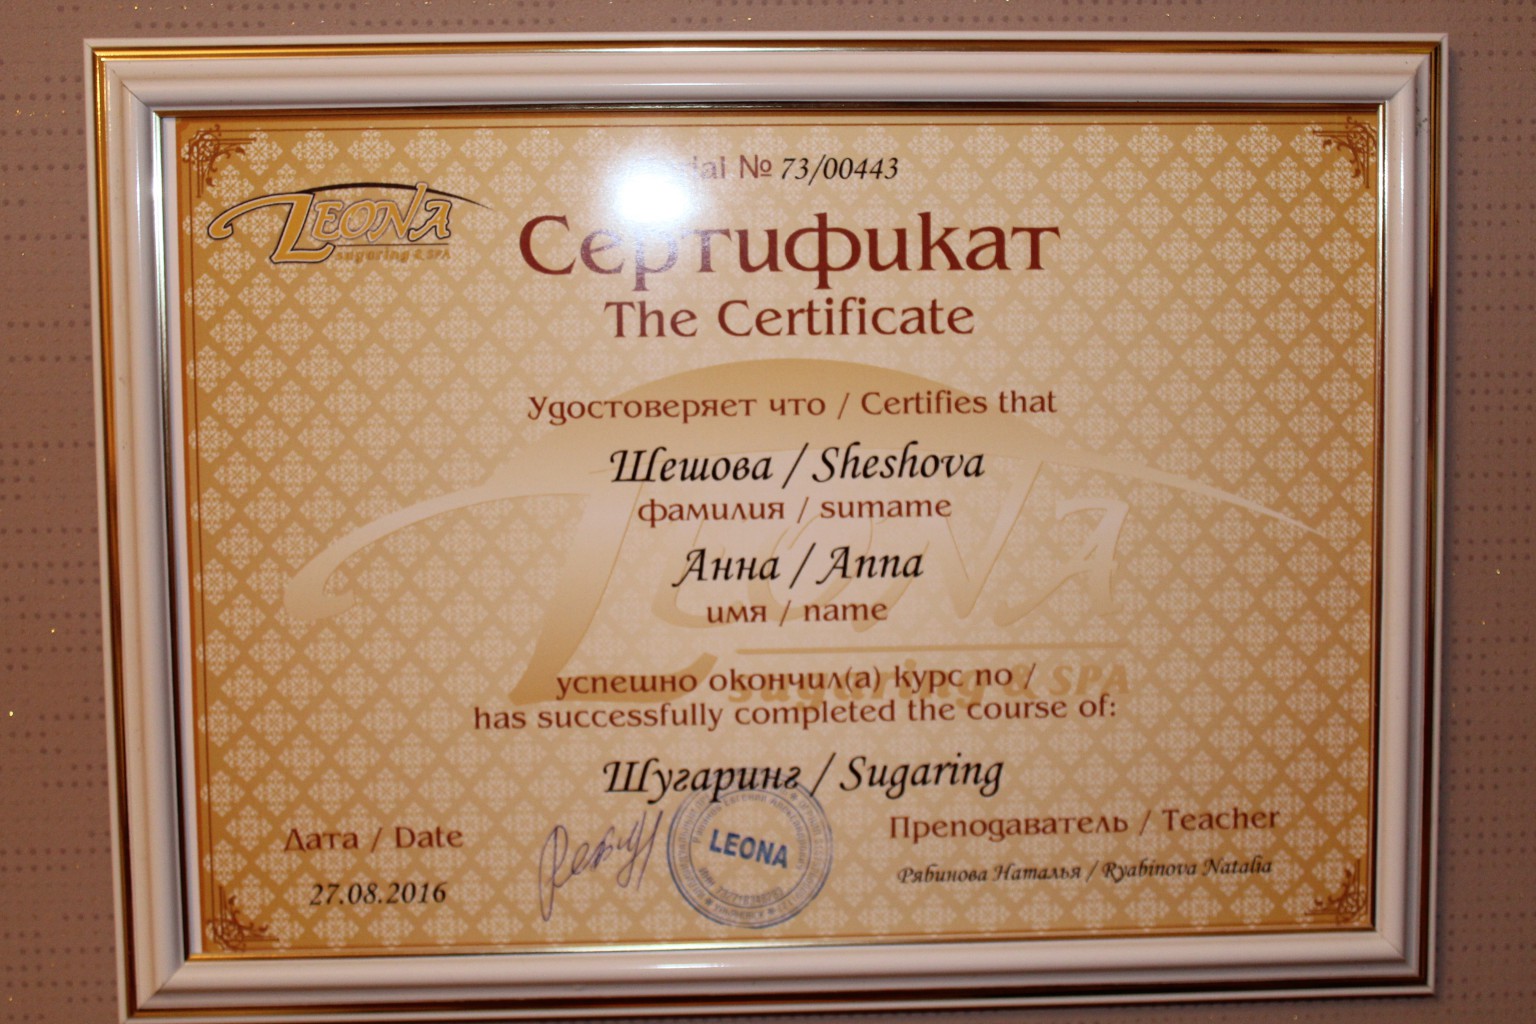 № 73/00443
LEONA
sugaring & SPA
Сертификат
The Certificate
Удостоверяет что / Certifies that
Шешова / Sheshova
фамилия / surname
Анна / Anna
имя / name
успешно окончил(а) курс по /
has successfully completed the course of:
Шугаринг / Sugaring
Дата / Date
27.08.2016
LEONA
Преподаватель / Teacher
Рябинова Наталья / Ryabinova Natalia